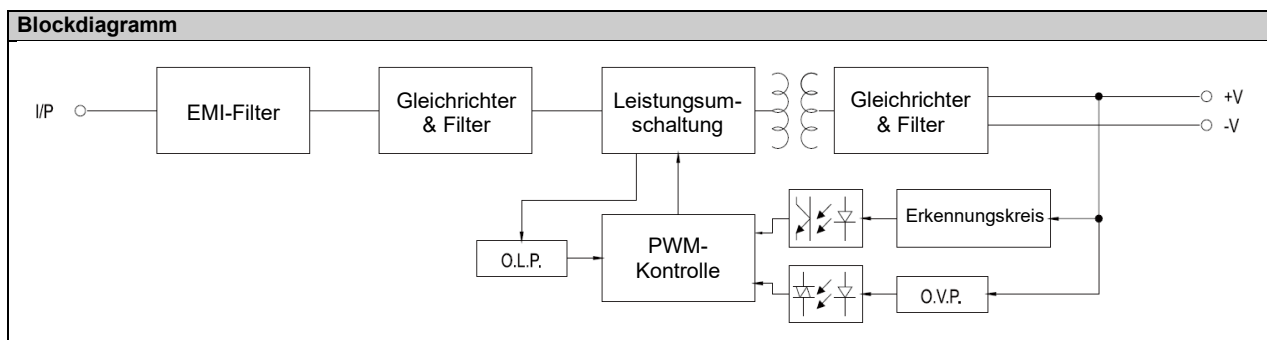 Blockdiagramm
I/P
EMI-Filter
Gleichrichter
& Filter
Leistungsum-
schaltung
Gleichrichter
& Filter
+V
-V
Erkennungskreis
O.L.P.
PWM-
Kontrolle
O.V.P.